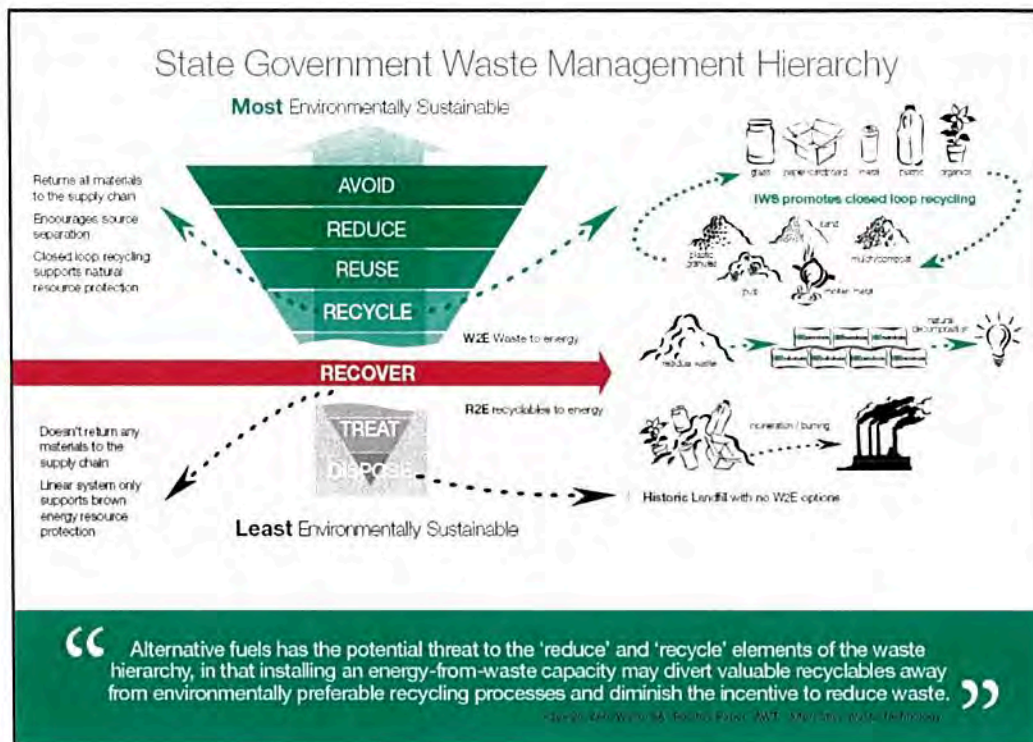 State Government Waste Management Hierarchy
Most Environmentally Sustainable
Returns all materials
to the supply chain
Encourages source
separation
Closed loop recycling
supports natural
resource protection
AVOID
REDUCE
REUSE
RECYCLE
glass
paper/cardboard
metal
plastic
organics
IWS promotes closed loop recycling
plastic
granules
sand
mulch/compost
pulp
molten metal
W2E Waste to energy
residue waste
natural
decomposition
RECOVER
R2E recyclables to energy
incineration / burning
Doesn't return any
materials to the
supply chain
Linear system only
supports brown
energy resource
protection
TREAT
DISPOSE
Historic Landfill with no W2E options
Least Environmentally Sustainable
“ Alternative fuels has the potential threat to the 'reduce' and 'recycle' elements of the waste
hierarchy, in that installing an energy-from-waste capacity may divert valuable recyclables away
from environmentally preferable recycling processes and diminish the incentive to reduce waste. ”